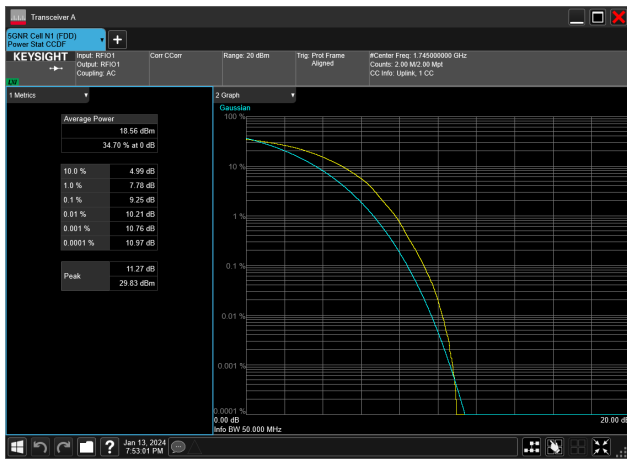 Transceiver A
5GNR Cell N1 (FDD)
Power Stat CCDF
KEYSIGHT
Input: RFIO1
Output: RFIO1
Coupling: AC
Corr CCorr
Range: 20 dBm
Trig: Prot Frame
Aligned
#Center Freq: 1.745000000 GHz
Counts: 2.00 M/2.00 Mpt
CC Info: Uplink, 1 CC
1 Metrics
Average Power
18.56 dBm
34.70 % at 0 dB
10.0 % 4.99 dB
1.0 % 7.78 dB
0.1 % 9.25 dB
0.01 % 10.21 dB
0.001 % 10.76 dB
0.0001 % 10.97 dB
Peak
11.27 dB
29.83 dBm
2 Graph
Gaussian
100 %
10 %
1 %
0.1 %
0.01 %
0.001 %
0.0001 %
0.00 dB
20.00 dB
Info BW 50.000 MHz
Jan 13, 2024
7:53:01 PM